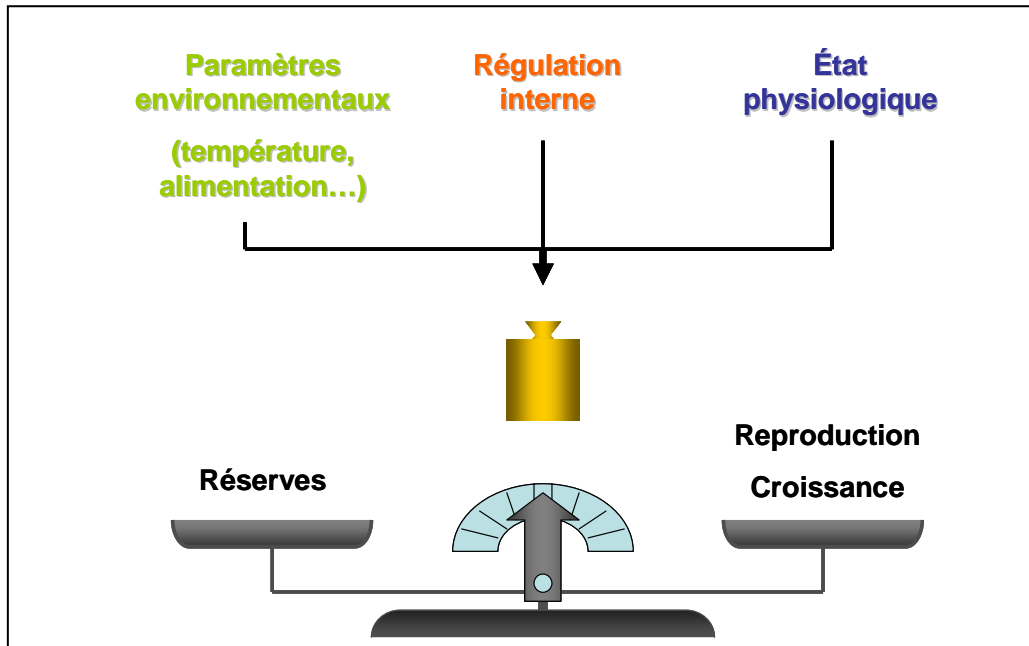 Paramètres
environnementaux
(température,
alimentation…)
Régulation
interne
État
physiologique
Réserves
Reproduction
Croissance